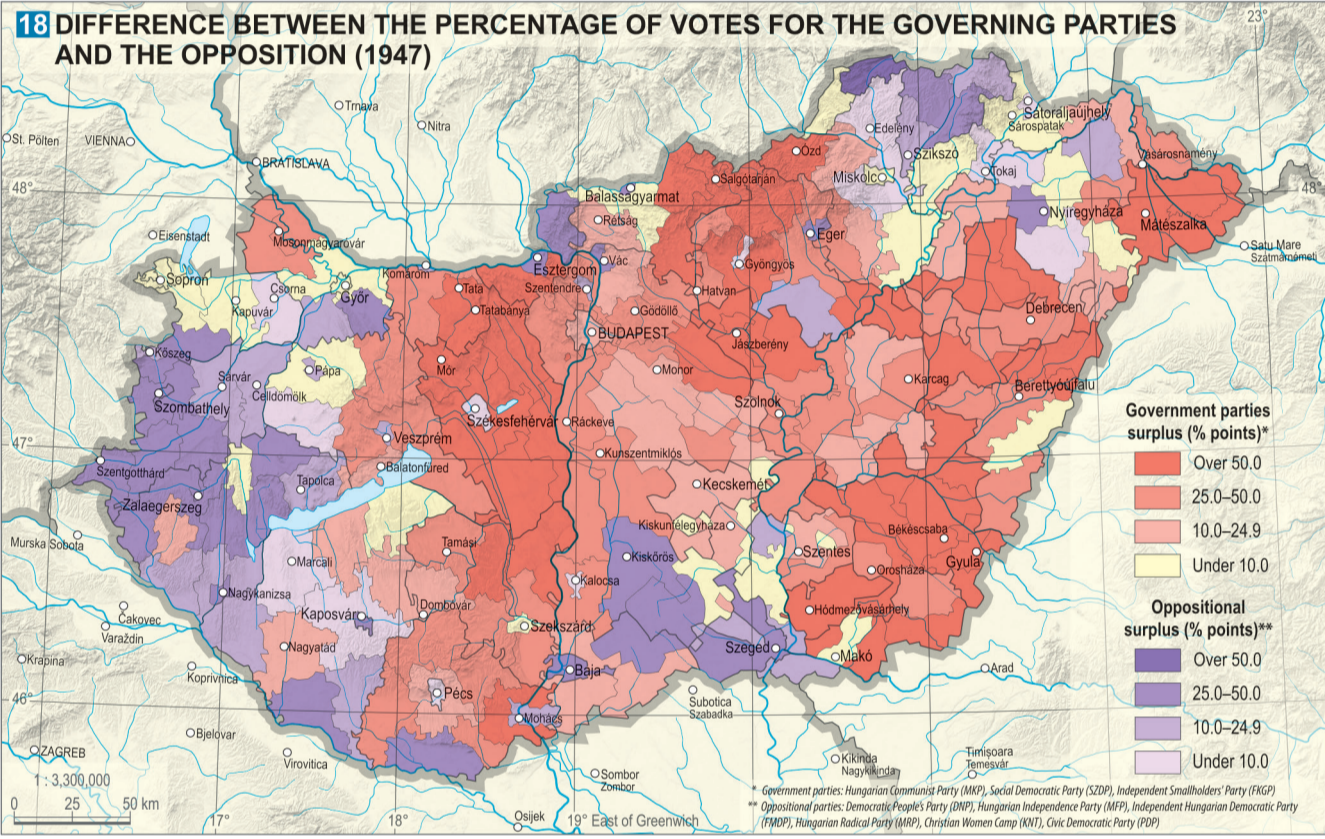 18 DIFFERENCE BETWEEN THE PERCENTAGE OF VOTES FOR THE GOVERNING PARTIES
AND THE OPPOSITION (1947)
23°
Trnava
Nitra
St. Pölten
VIENNA
BRATISLAVA
48°
48°
Eisenstadt
Mosonmagyaróvár
Sopron
Csorna
Kapuvár
Győr
Komárom
Tata
Tatabánya
Esztergom
Szentendre
Vác
Rétság
Balassagyarmat
Salgótarján
Ózd
Edelény
Szikszó
Miskolc
Sátoraljaújhely
Sárospatak
Tokaj
Vásárosnamény
Nyíregyháza
Mátészalka
Satu Mare
Szatmárnémeti
Eger
Gyöngyös
Hatvan
Gödöllő
BUDAPEST
Jászberény
Debrecen
Kőszeg
Sárvár
Celldömölk
Pápa
Mór
Monor
Karcag
Berettyóújfalu
Szombathely
Székesfehérvár
Ráckeve
Szolnok
47°
47°
Veszprém
Balatonfüred
Kunszentmiklós
Szentgotthárd
Tapolca
Zalaegerszeg
Kecskemét
Kiskunfélegyháza
Békéscsaba
Murska Sobota
Tamási
Kiskőrös
Szentes
Gyula
Marcali
Orosháza
Kalocsa
Nagykanizsa
Kaposvár
Dombóvár
Hódmezővásárhely
Čakovec
Varaždin
Szekszárd
Nagyatád
Szeged
Makó
Krapina
Koprivnica
Baja
Arad
46°
46°
Pécs
Mohács
Subotica
Szabadka
Bjelovar
ZAGREB
Virovitica
Sombor
Zombor
Kikinda
Nagykikinda
Timişoara
Temesvár
Osijek
1 : 3,300,000
0 25 50 km
17°
18°
19° East of Greenwich
Government parties
surplus (% points)*
Over 50.0
25.0–50.0
10.0–24.9
Under 10.0
Oppositional
surplus (% points)**
Over 50.0
25.0–50.0
10.0–24.9
Under 10.0
* Government parties: Hungarian Communist Party (MKP), Social Democratic Party (SZDP), Independent Smallholders' Party (FKGP)
** Oppositional parties: Democratic People's Party (DNP), Hungarian Independence Party (MFP), Independent Hungarian Democratic Party
(FMDP), Hungarian Radical Party (MRP), Christian Women Camp (KNT), Civic Democratic Party (PDP)